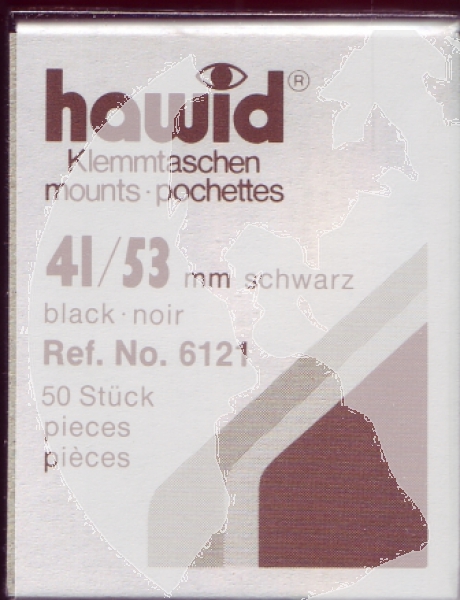 hawid®
Klemmtaschen
mounts·pochettes
41/53 mm schwarz
black·noir
Ref. No. 6121
50 Stück
pieces
pièces